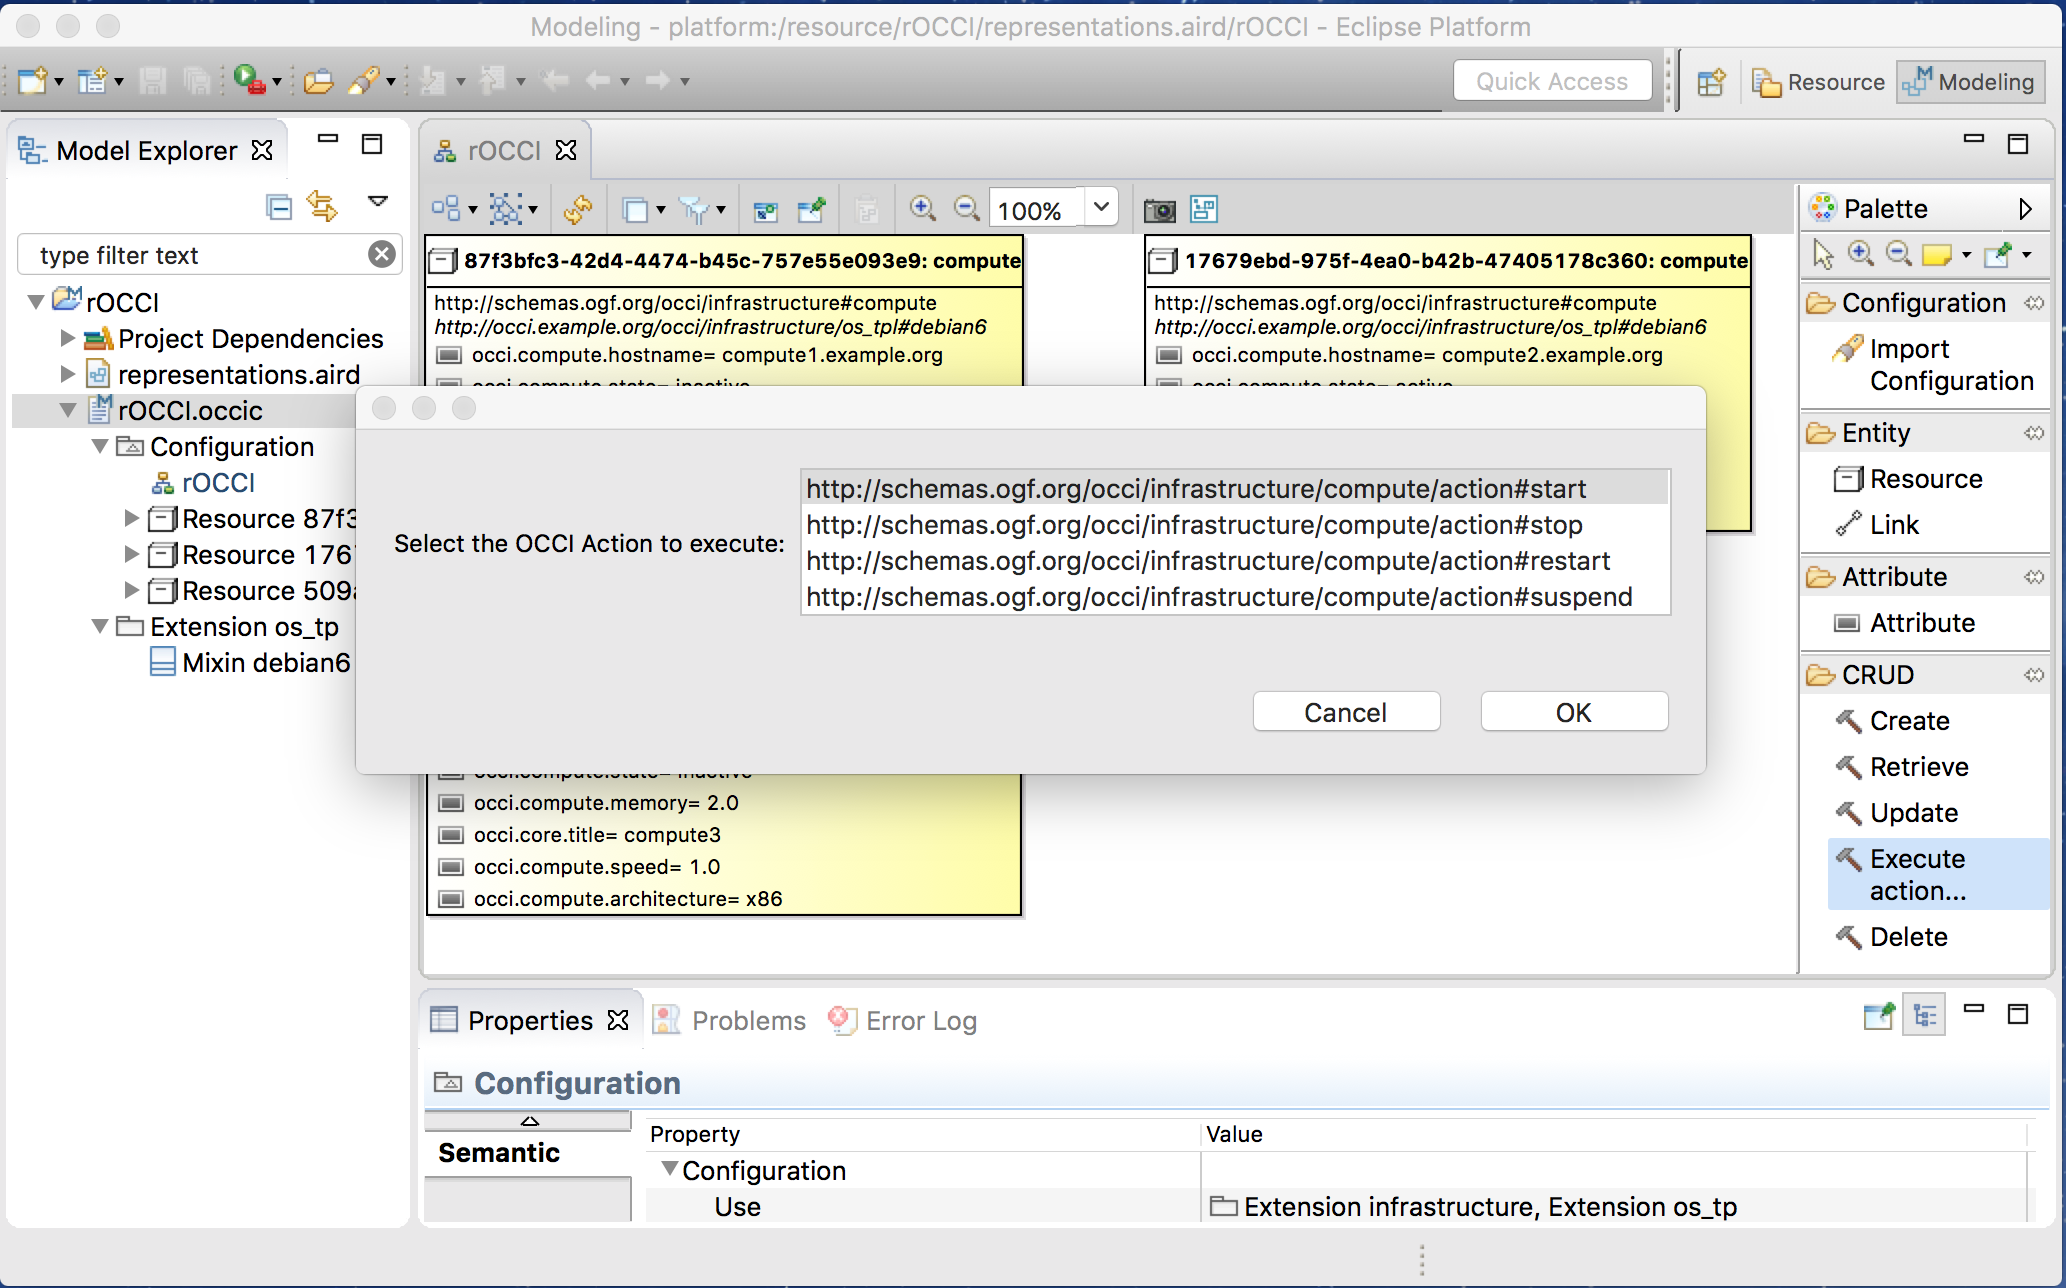 Modeling - platform:/resource/rOCCI/representations.aird/rOCCI - Eclipse Platform
Quick Access
Resource
Modeling
Model Explorer
type filter text
rOCCI
Project Dependencies
representations.aird
rOCCI.occic
Configuration
rOCCI
Resource 87f3
Resource 176
Resource 509
Extension os_tp
Mixin debian6
rOCCI
100%
87f3bfc3-42d4-4474-b45c-757e55e093e9: compute
http://schemas.ogf.org/occi/infrastructure#compute
http://occi.example.org/occi/infrastructure/os_tpl#debian6
occi.compute.hostname= compute1.example.org
occi.compute.state= inactive
17679ebd-975f-4ea0-b42b-47405178c360: compute
http://schemas.ogf.org/occi/infrastructure#compute
http://occi.example.org/occi/infrastructure/os_tpl#debian6
occi.compute.hostname= compute2.example.org
occi.compute.state= active
Select the OCCI Action to execute:
http://schemas.ogf.org/occi/infrastructure/compute/action#start
http://schemas.ogf.org/occi/infrastructure/compute/action#stop
http://schemas.ogf.org/occi/infrastructure/compute/action#restart
http://schemas.ogf.org/occi/infrastructure/compute/action#suspend
Cancel
OK
occi.compute.state= inactive
occi.compute.memory= 2.0
occi.core.title= compute3
occi.compute.speed= 1.0
occi.compute.architecture= x86
Palette
Configuration
Import
Configuration
Entity
Resource
Link
Attribute
Attribute
CRUD
Create
Retrieve
Update
Execute
action...
Delete
Properties
Problems
Error Log
Configuration
Semantic
Property
Value
Configuration
Use
Extension infrastructure, Extension os_tp